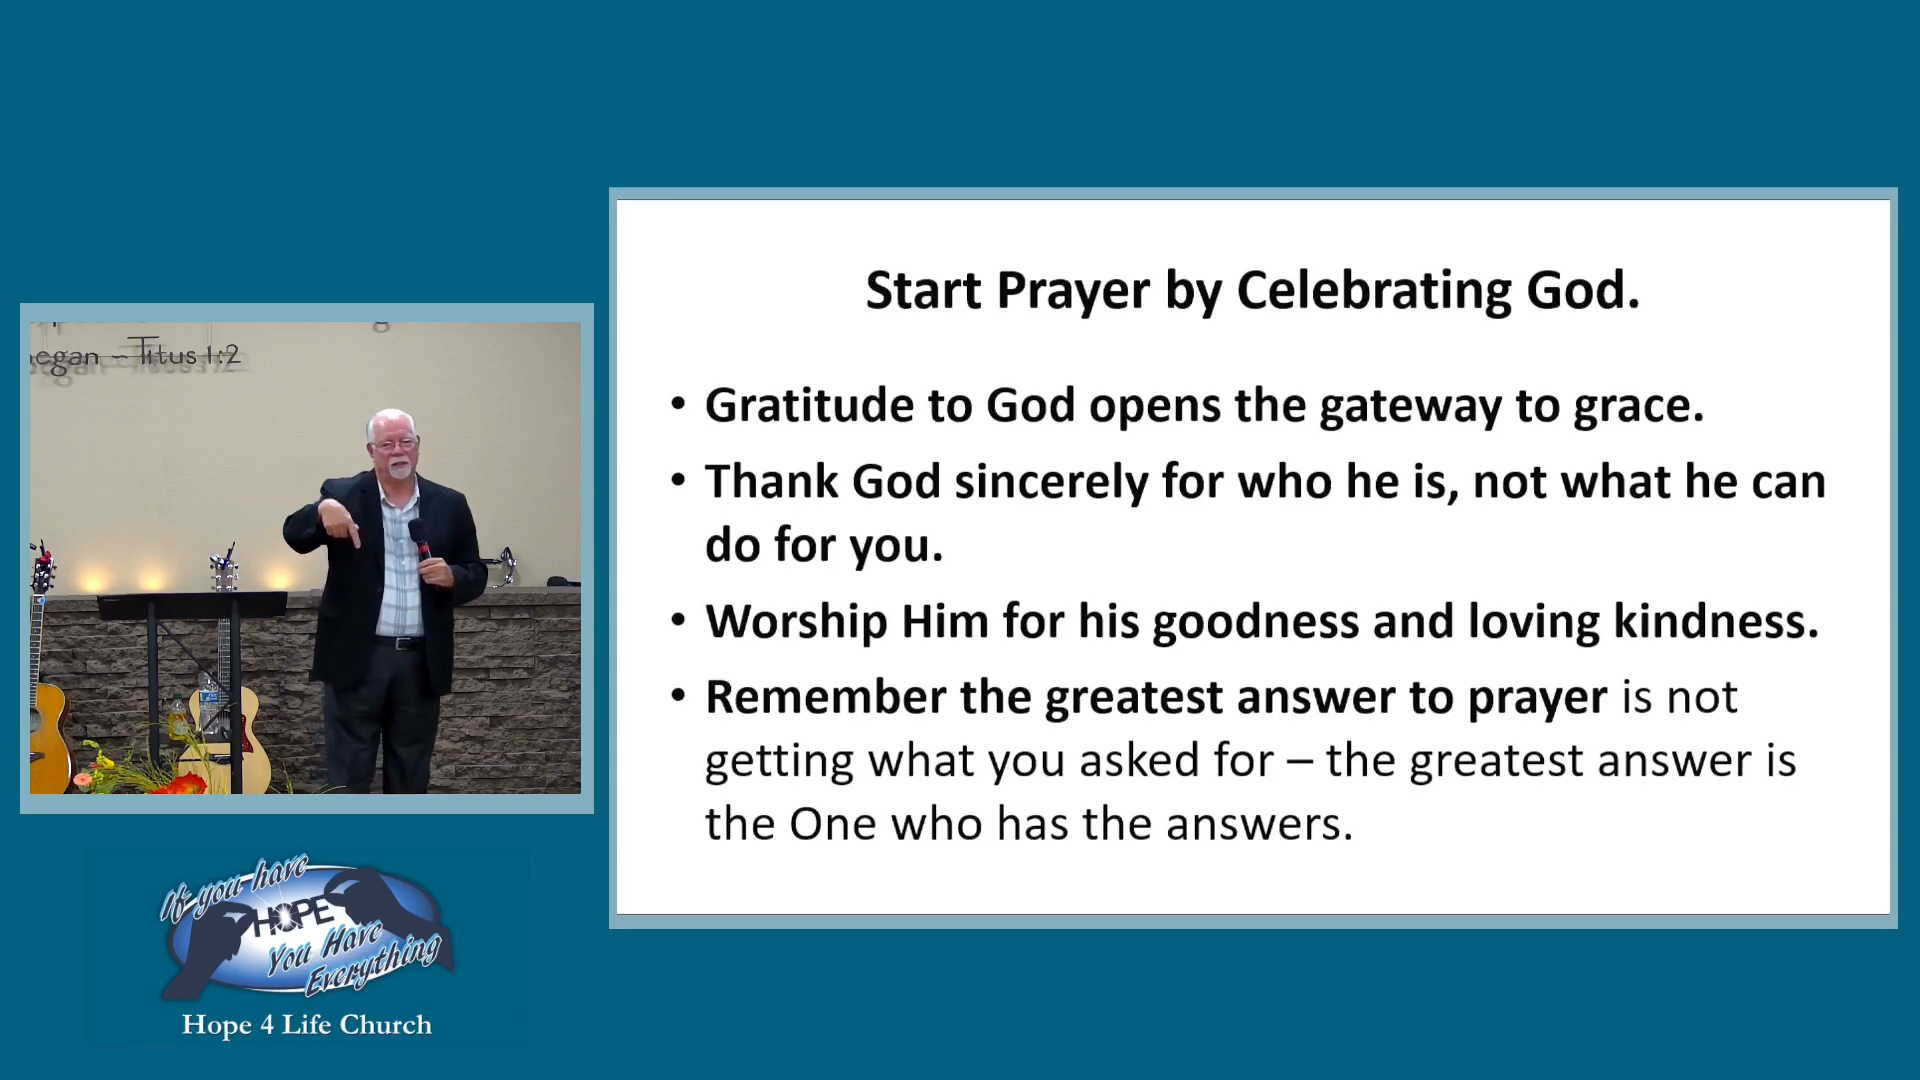 Start Prayer by Celebrating God.
• Gratitude to God opens the gateway to grace.
• Thank God sincerely for who he is, not what he can
do for you.
• Worship Him for his goodness and loving kindness.
• Remember the greatest answer to prayer is not
getting what you asked for – the greatest answer is
the One who has the answers.
egan ~ Titus 1:2
If you have
HOPE
You Have
Everything
Hope 4 Life Church